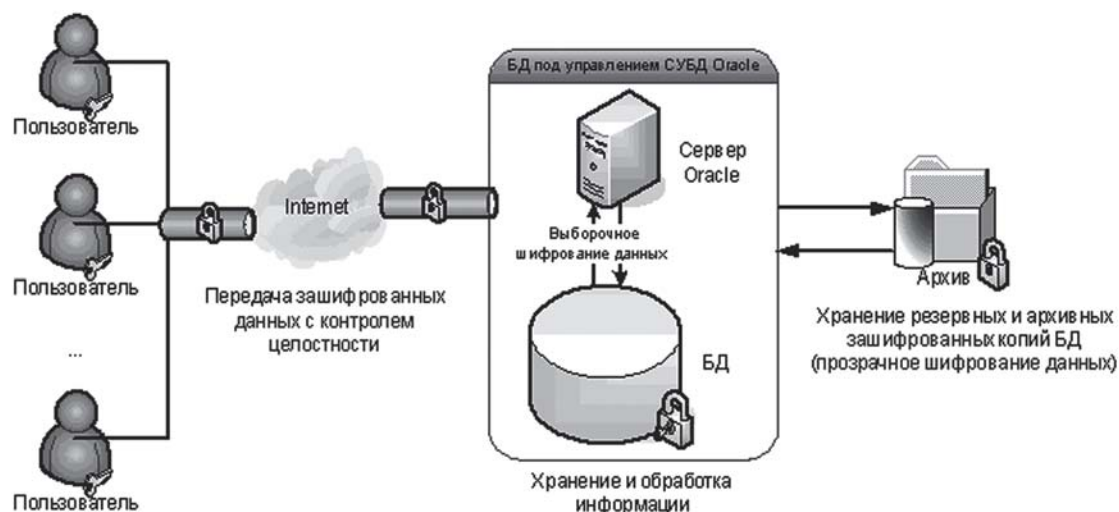 Пользователь
Пользователь
...
Пользователь
Internet
Передача зашифрованных
данных с контролем
целостности
БД под управлением СУБД Oracle
Сервер
Oracle
Выборочное
шифрование данных
БД
Хранение и обработка
информации
Архив
Хранение резервных и архивных
зашифрованных копий БД
(прозрачное шифрование данных)